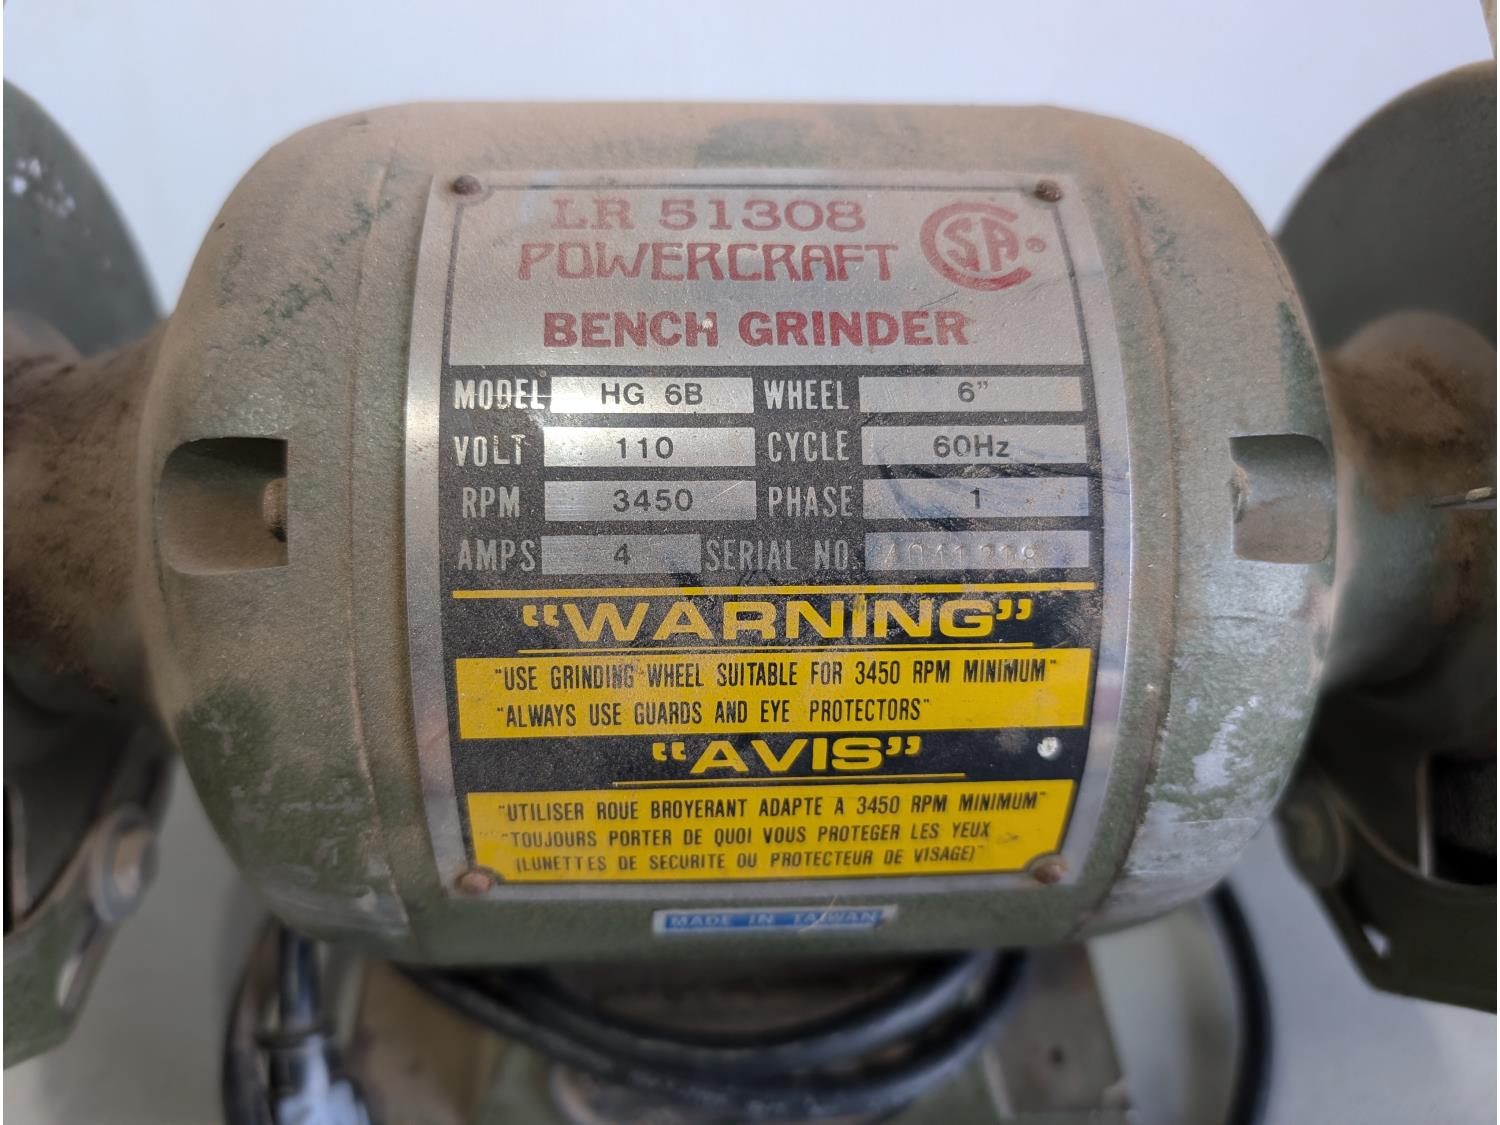 LR 51308
POWERCRAFT
CSA ®
BENCH GRINDER
MODEL HG 6B WHEEL 6”
VOLT 110 CYCLE 60Hz
RPM 3450 PHASE 1
AMPS 4 SERIAL NO.
“WARNING”
"USE GRINDING WHEEL SUITABLE FOR 3450 RPM MINIMUM"
"ALWAYS USE GUARDS AND EYE PROTECTORS"
“AVIS”
"UTILISER ROUE BROYERANT ADAPTE A 3450 RPM MINIMUM"
"TOUJOURS PORTER DE QUOI VOUS PROTEGER LES YEUX
(LUNETTES DE SECURITE OU PROTECTEUR DE VISAGE)"
MADE IN TAIWAN